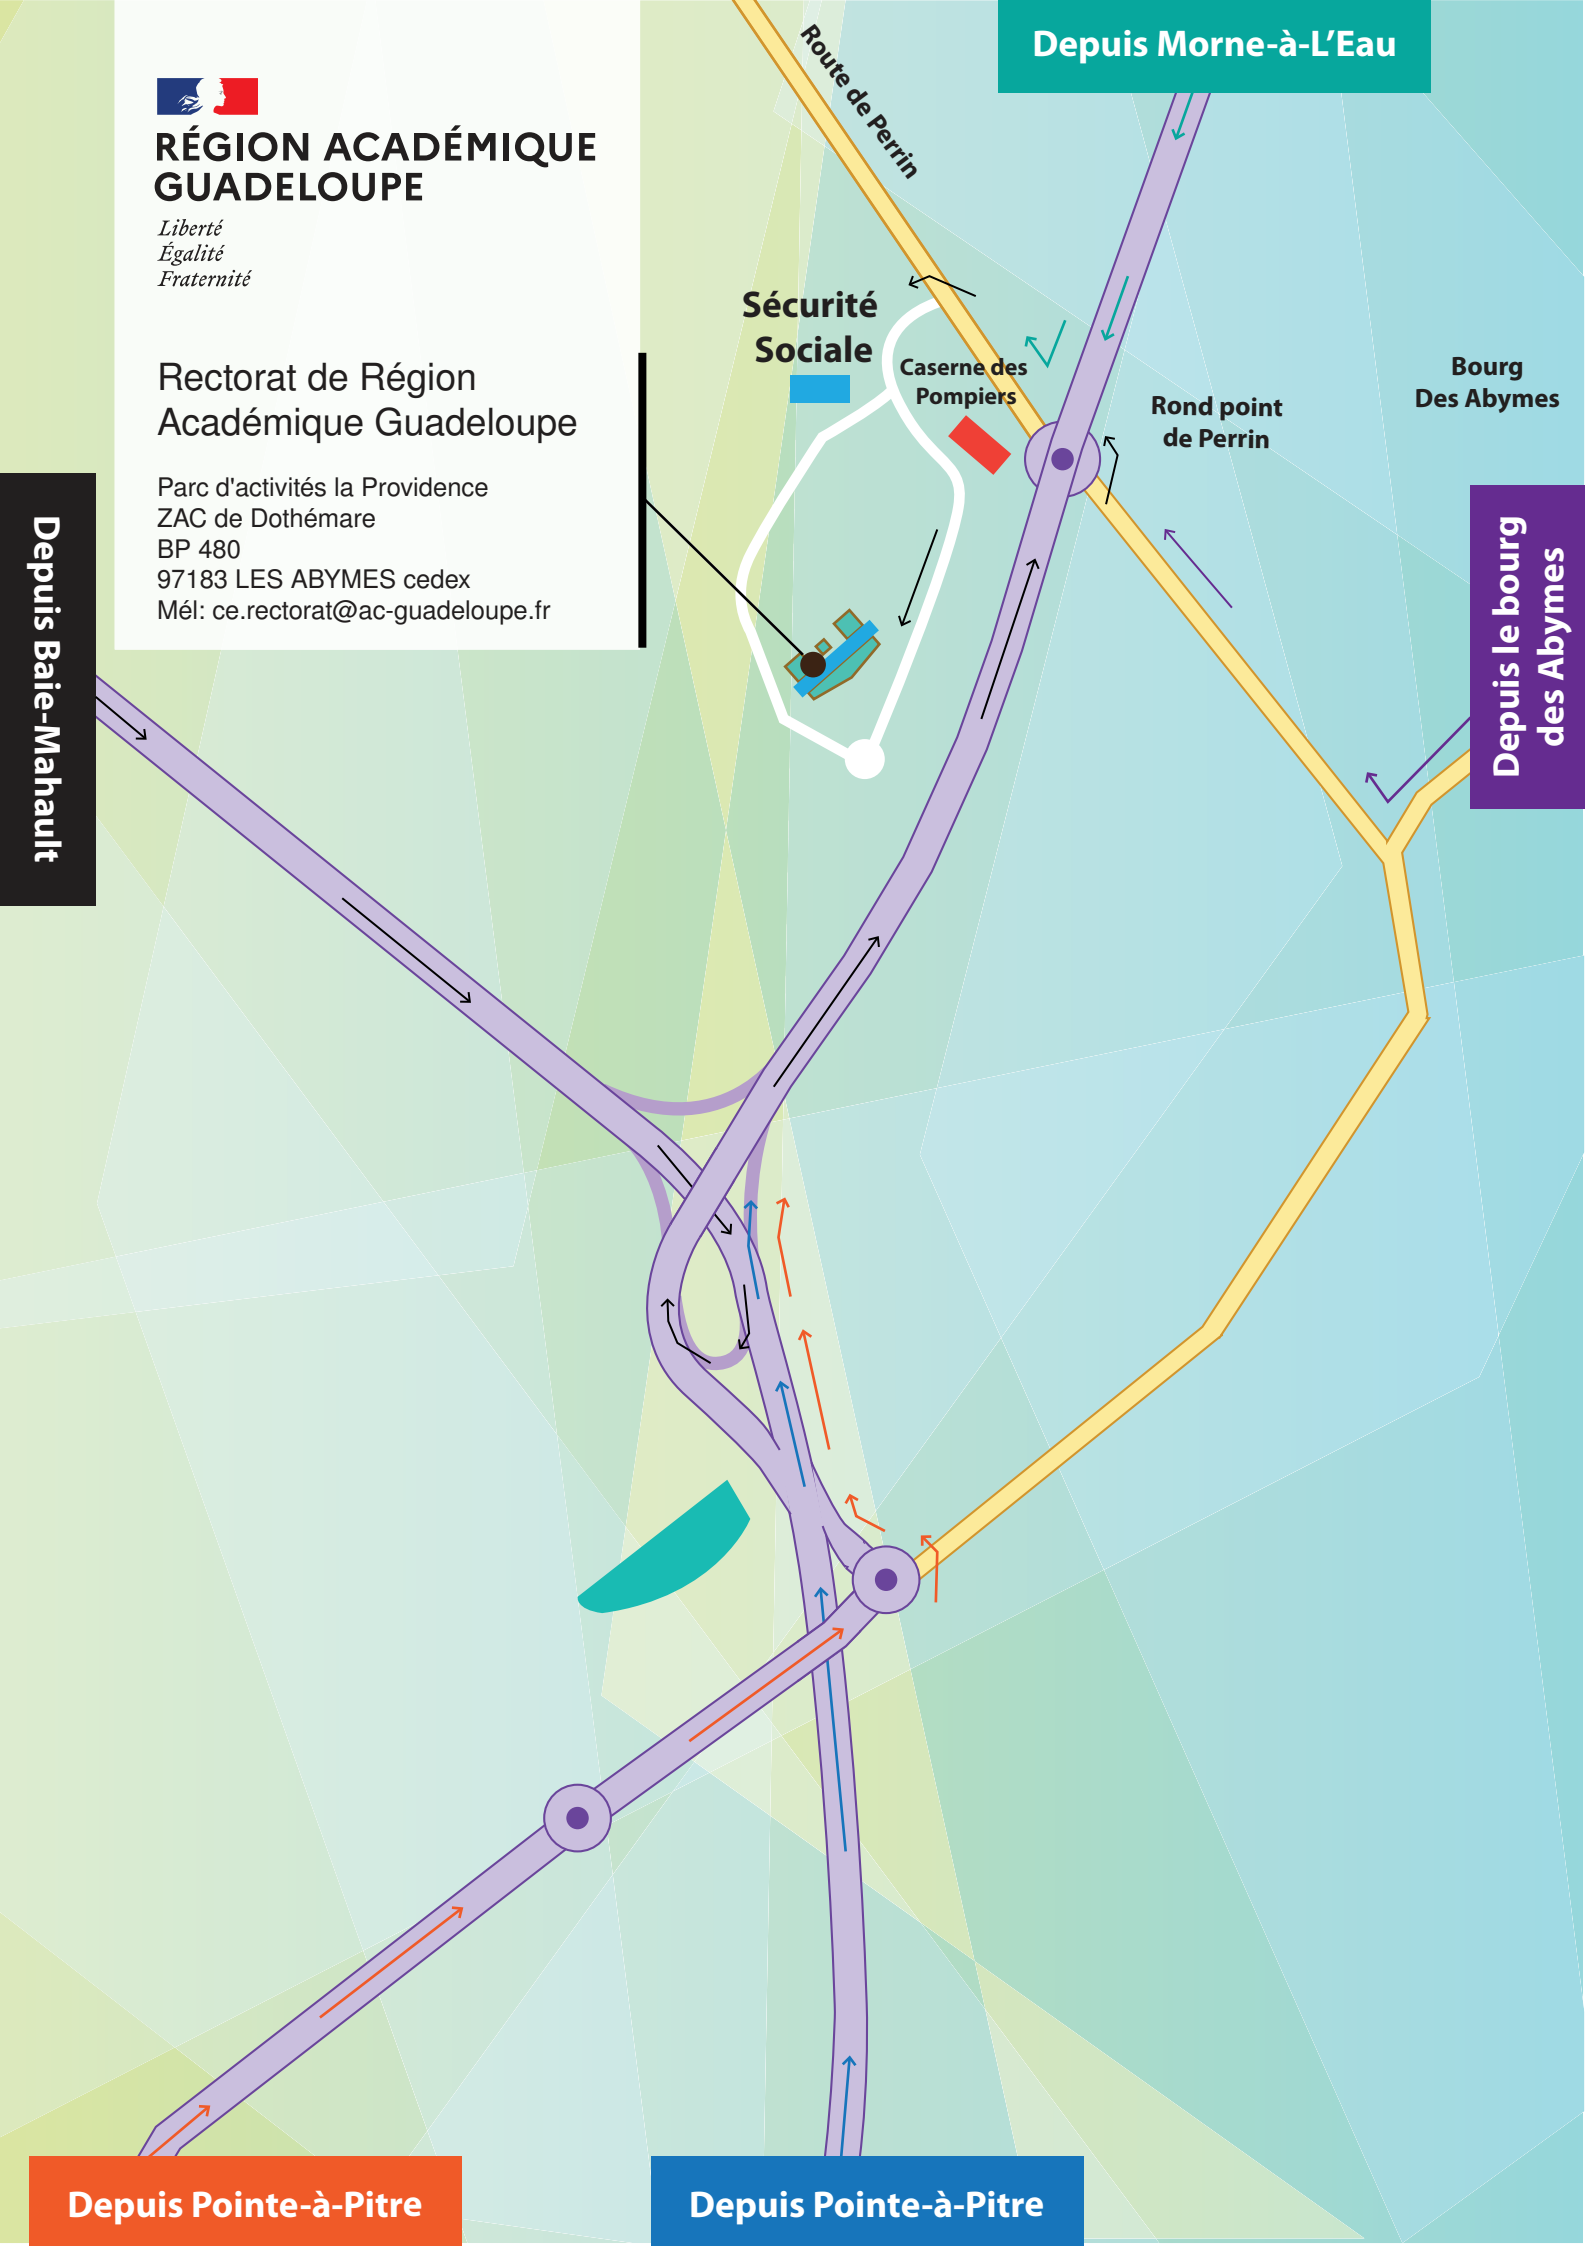 Depuis Morne-à-L'Eau
Route de Perrin
RÉGION ACADÉMIQUE
GUADELOUPE
Liberté
Égalité
Fraternité
Sécurité
Sociale
Caserne des
Pompiers
Rond point
de Perrin
Bourg
Des Abymes
Rectorat de Région
Académique Guadeloupe
Parc d'activités la Providence
ZAC de Dothémare
BP 480
97183 LES ABYMES cedex
Mél: ce.rectorat@ac-guadeloupe.fr
Depuis Baie-Mahault
Depuis le bourg
des Abymes
Depuis Pointe-à-Pitre
Depuis Pointe-à-Pitre